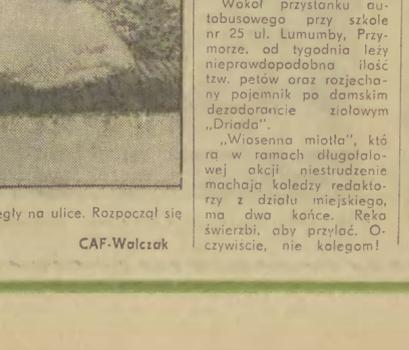 Wokół przystanku au-
tobusowego przy szkole
nr 25 ul. Lumumby, Przy-
morze, od tygodnia leży
nieprawdopodobna ilość
tzw. petów oraz rozjecha-
ny pojemnik po damskim
dezodorancie ziołowym
„Driada”.
„Wiosenna miotła”, któ
ra w ramach długofalo-
wej akcji niestrudzenie
machają koledzy redakto-
rzy z działu miejskiego,
ma dwa końce. Ręka
świerzbi, aby przylać. O-
czywiście, nie kolegom!
egły na ulice. Rozpoczął się
CAF-Walczak